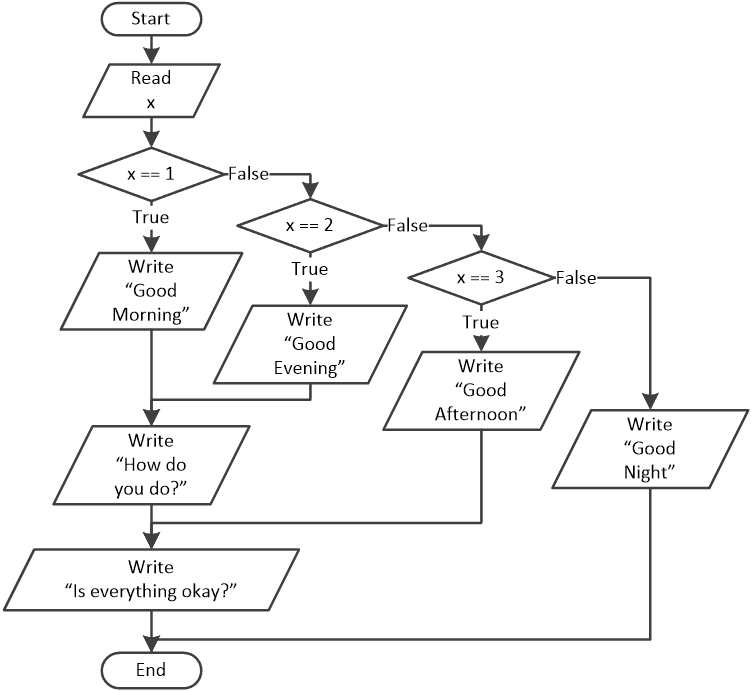 Start
Read
x
x == 1
False
True
x == 2
False
True
x == 3
False
True
Write
“Good
Morning”
Write
“Good
Evening”
Write
“Good
Afternoon”
Write
“Good
Night”
Write
“How do
you do?”
Write
“Is everything okay?”
End